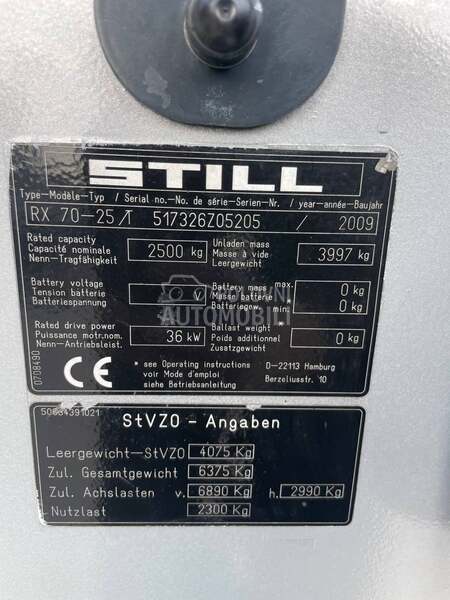 STILL
Type-Modèle-Typ / Serial no.-No. de série-Serien-Nr. / year-année-Baujahr
RX 70-25/T 517326Z05205 / 2009
Rated capacity
Capacité nominale
Nenn-Tragfähigkeit
2500 kg
Unladen mass
Masse à vide
Leergewicht
3997 kg
Battery voltage
Tension batterie
Batteriespannung
V
Battery mass max.
Masse batterie
Batteriegew. min.
0 kg
0 kg
Rated drive power
Puissance motr.nom.
Nenn-Antriebsleist.
36 kW
Ballast weight
Poids additionnel
Zusatzgewicht
0 kg
0708490
CE
* see Operating instructions
voir Mode d'emploi
siehe Betriebsanleitung
D-22113 Hamburg
Berzeliusstr. 10
POLOVNI
AUTOMOBILI
50634391021
StVZO - Angaben
Leergewicht-StVZO 4075 Kg
Zul. Gesamtgewicht 6375 Kg
Zul. Achslasten v. 6890 Kg h. 2990 Kg
Nutzlast 2300 Kg